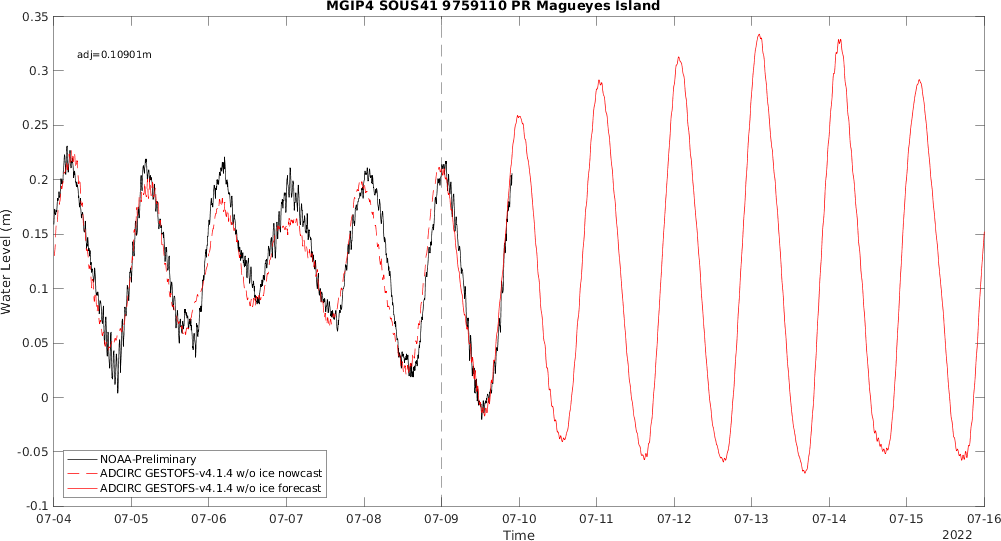 MGIP4 SOUS41 9759110 PR Magueyes Island
0.35
0.3
0.25
0.2
0.15
0.1
0.05
0
-0.05
-0.1
Water Level (m)
adj=0.10901m
NOAA-Preliminary
ADCIRC GESTOFS-v4.1.4 w/o ice nowcast
ADCIRC GESTOFS-v4.1.4 w/o ice forecast
07-04 07-05 07-06 07-07 07-08 07-09 07-10 07-11 07-12 07-13 07-14 07-15 07-16
Time
2022